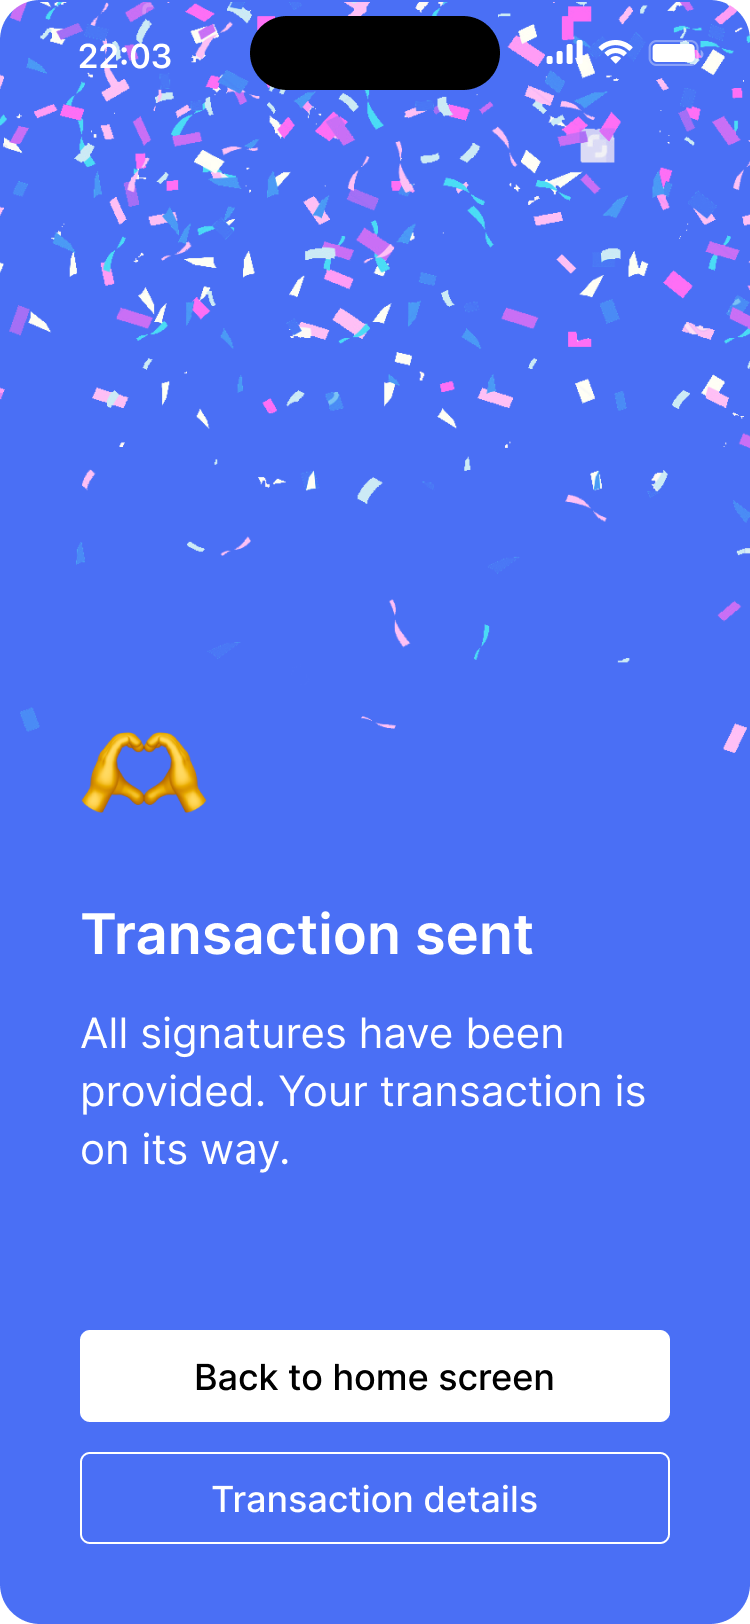 22:03
Transaction sent
All signatures have been
provided. Your transaction is
on its way.
Back to home screen
Transaction details